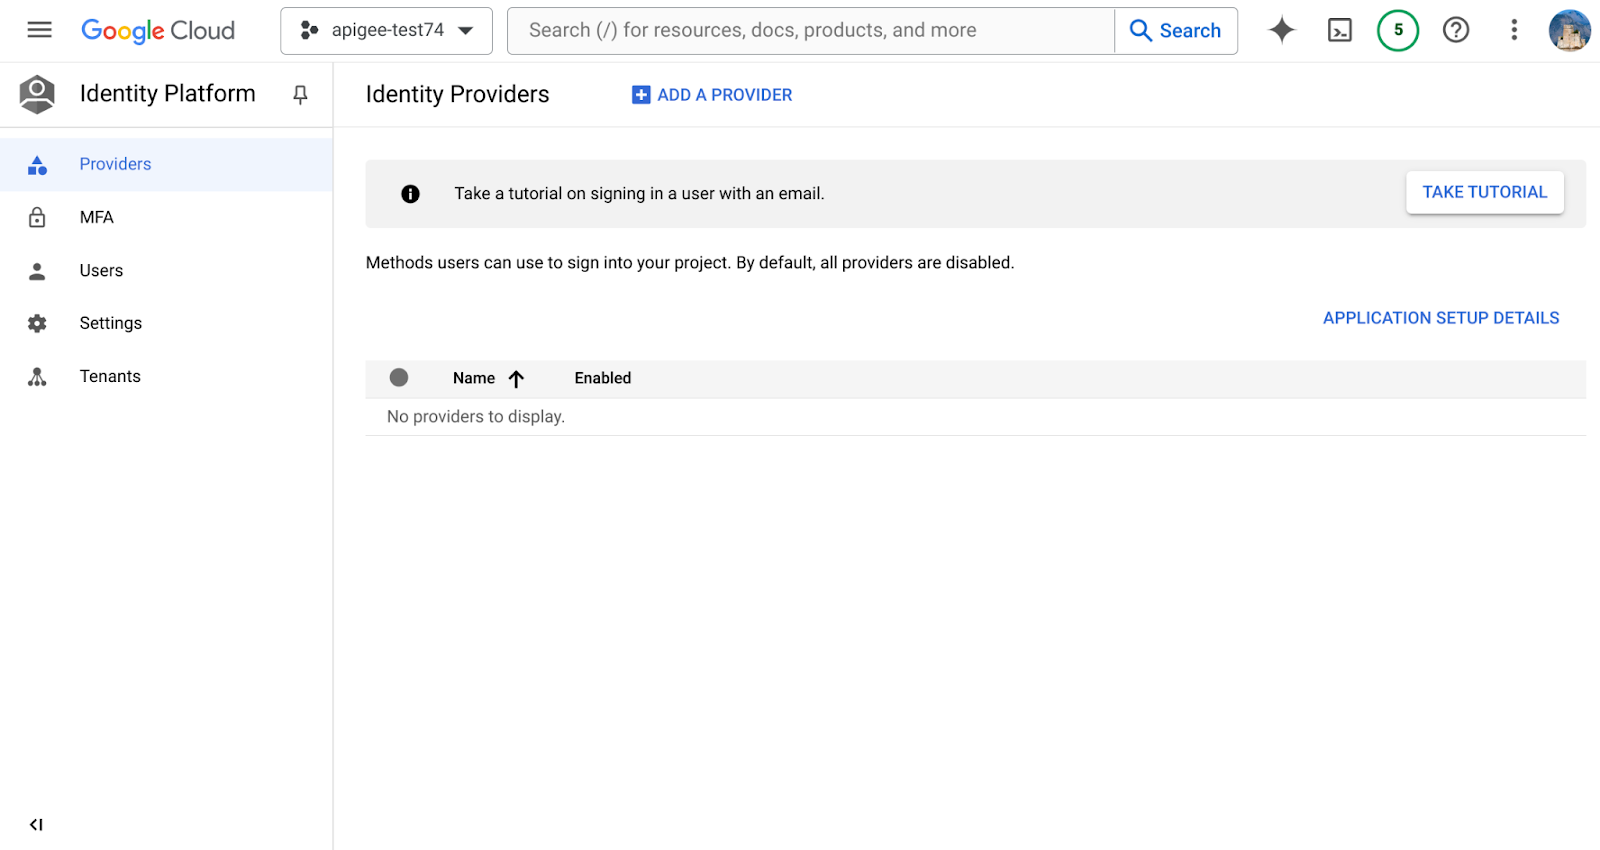 Google Cloud
apigee-test74
Search (/) for resources, docs, products, and more
Search
5
Identity Platform
Identity Providers
ADD A PROVIDER
Providers
MFA
Users
Settings
Tenants
Take a tutorial on signing in a user with an email.
TAKE TUTORIAL
Methods users can use to sign into your project. By default, all providers are disabled.
APPLICATION SETUP DETAILS
Name Enabled
No providers to display.